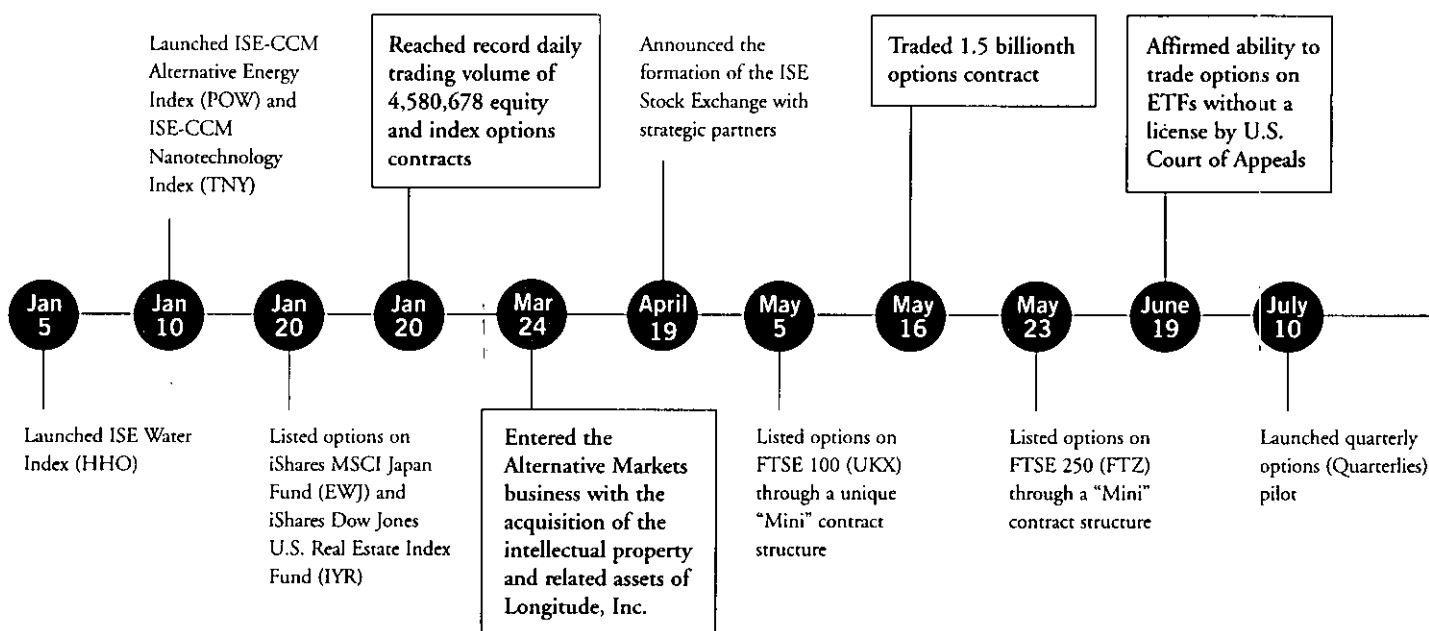 Launched ISE-CCM
Alternative Energy
Index (POW) and
ISE-CCM
Nanotechnology
Index (TNY)
Reached record daily
trading volume of
4,580,678 equity
and index options
contracts
Announced the
formation of the ISE
Stock Exchange with
strategic partners
Traded 1.5 billionth
options contract
Affirmed ability to
trade options on
ETFs without a
license by U.S.
Court of Appeals
Jan
5
Jan
10
Jan
20
Jan
20
Mar
24
April
19
May
5
May
16
May
23
June
19
July
10
Launched ISE Water
Index (HHO)
Listed options on
iShares MSCI Japan
Fund (EWJ) and
iShares Dow Jones
U.S. Real Estate Index
Fund (IYR)
Entered the
Alternative Markets
business with the
acquisition of the
intellectual property
and related assets of
Longitude, Inc.
Listed options on
FTSE 100 (UKX)
through a unique
“Mini” contract
structure
Listed options on
FTSE 250 (FTZ)
through a “Mini”
contract structure
Launched quarterly
options (Quarterlies)
pilot